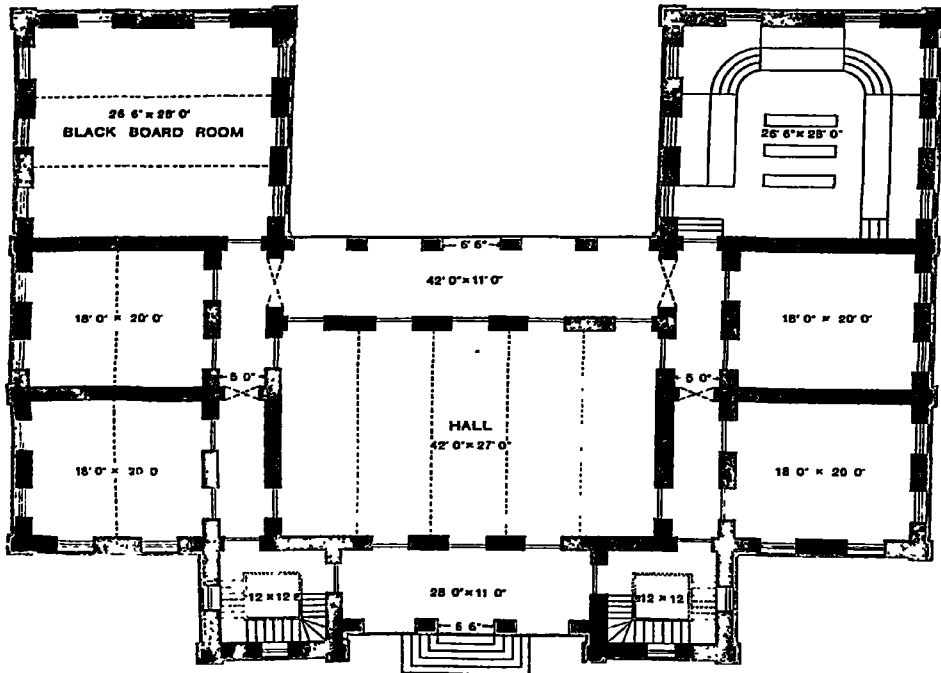 26 6" × 28' 0"
BLACK BOARD ROOM
26' 6" × 28' 0"
6' 6"
42' 0" × 11' 0"
18' 0" × 20' 0"
18' 0" × 20' 0"
5 0"
5 0"
HALL
42' 0" × 27' 0"
18' 0" × 20 0
18 0" × 20 0"
12 × 12
28 0" × 11 0"
12 × 12
6 6"